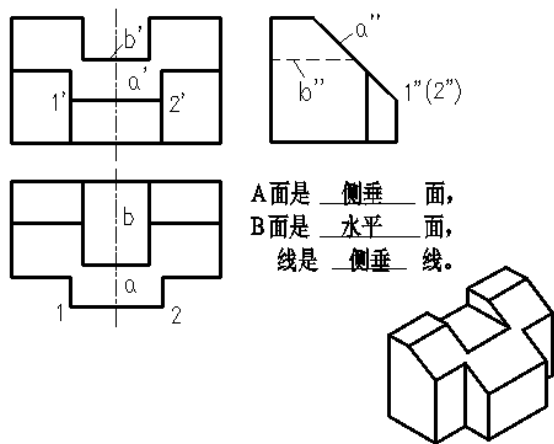 b' a''
a' b''
1' 2' 1''(2'')
A面是 侧垂 面,
b B面是 水平 面,
线是 侧垂 线。
a
1 2